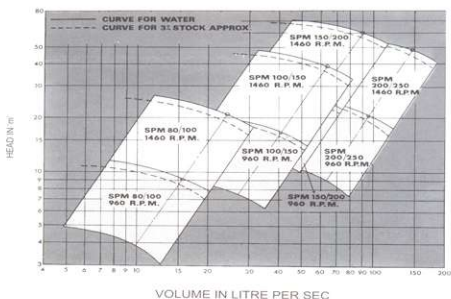 CURVE FOR WATER
CURVE FOR 3% STOCK APPROX
SPM 150/200
1460 R.P.M.
SPM
200/250
1460 R.P.M.
SPM 100/150
1460 R.P.M.
SPM 80/100
1460 R.P.M.
SPM 100/150
960 R.P.M.
SPM
200/250
960 R.P.M.
SPM 150/200
960 R.P.M.
SPM 80/100
960 R.P.M.
HEAD IN 'm'
80
60
40
30
20
15
10
9
8
7
6
5
4
3
4 5 6 7 8 9 10 15 20 30 40 50 60 70 80 90 100 150 200
VOLUME IN LITRE PER SEC